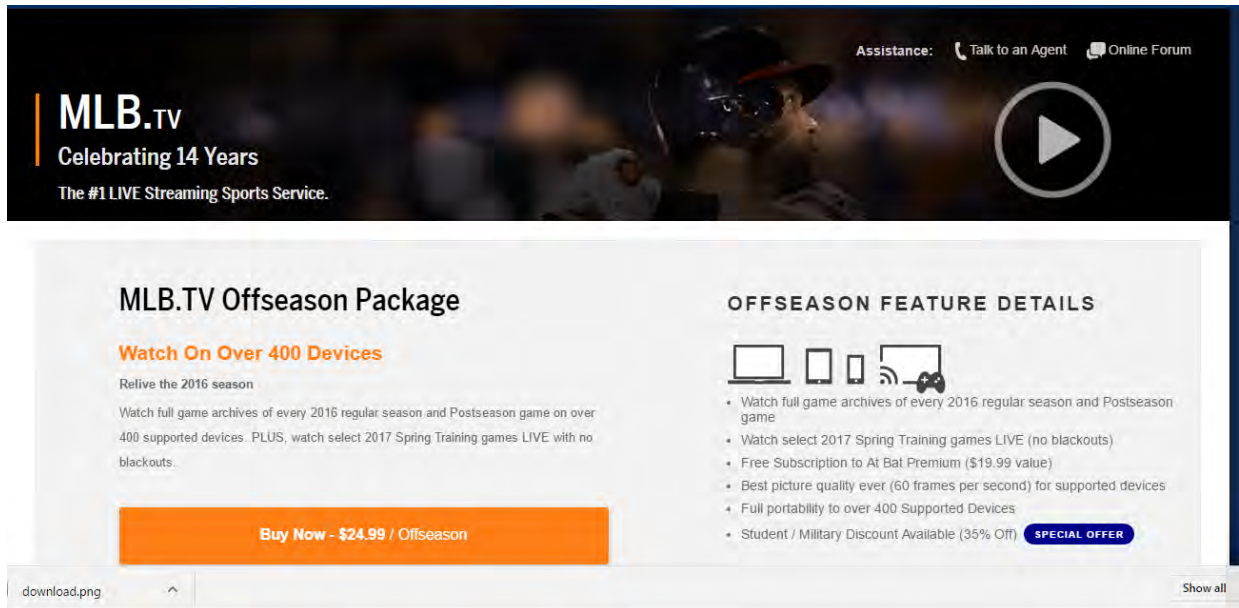 Assistance: Talk to an Agent Online Forum
MLB.TV
Celebrating 14 Years
The #1 LIVE Streaming Sports Service.
MLB.TV Offseason Package
Watch On Over 400 Devices
Relive the 2016 season
Watch full game archives of every 2016 regular season and Postseason game on over
400 supported devices. PLUS, watch select 2017 Spring Training games LIVE with no
blackouts.
Buy Now - $24.99 / Offseason
OFFSEASON FEATURE DETAILS
• Watch full game archives of every 2016 regular season and Postseason
game
• Watch select 2017 Spring Training games LIVE (no blackouts)
• Free Subscription to At Bat Premium ($19.99 value)
• Best picture quality ever (60 frames per second) for supported devices
• Full portability to over 400 Supported Devices
• Student / Military Discount Available (35% Off) SPECIAL OFFER
download.png
Show all